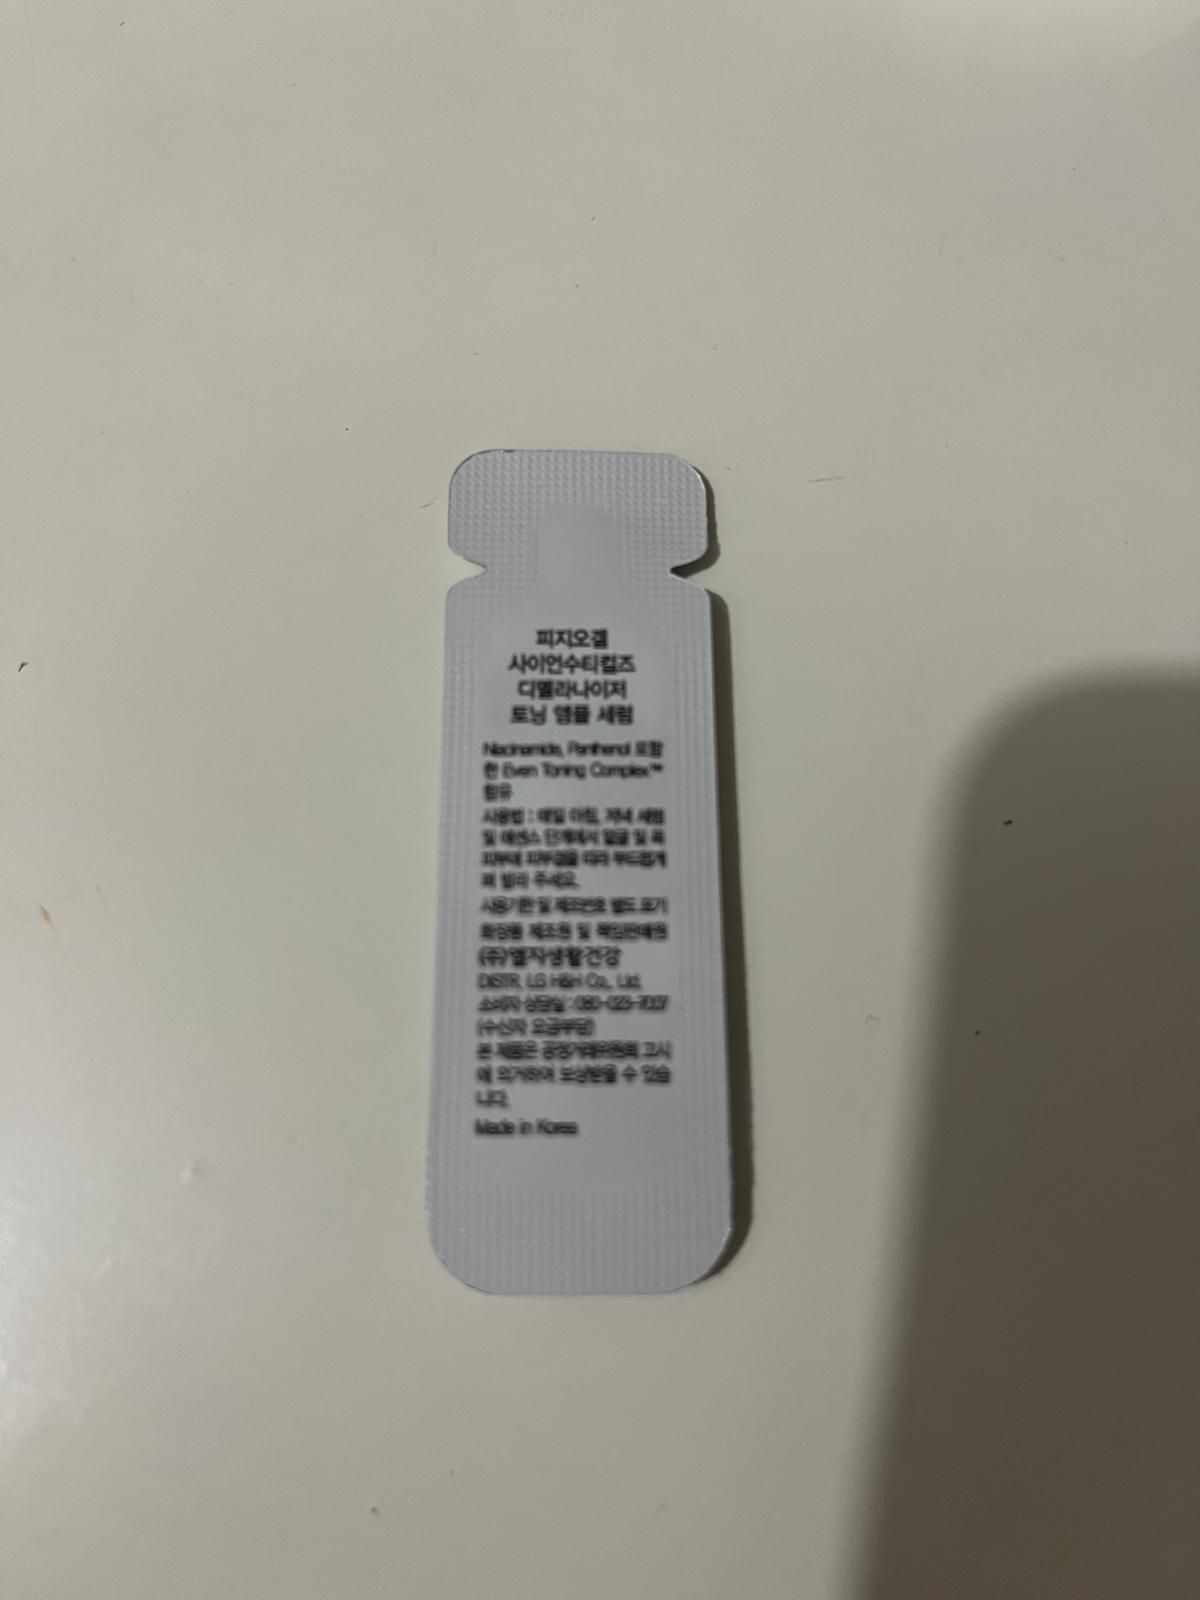 피지오겔
사이언수티컬즈
디멜라나이저
토닝 앰플 세럼
Niacinamide, Panthenol 포함
한 Even Toning Complex™
함유
사용법 : 매일 아침, 저녁 세럼
및 에센스 단계에서 얼굴 및 목
피부에 피부결을 따라 부드럽게
펴 발라 주세요.
사용기한 및 제조번호 별도 표기
화장품 제조원 및 책임판매원
(주)엘지생활건강
DISTR. LG H&H Co., Ltd.
소비자 상담실 : 080-023-7007
(수신자 요금부담)
본 제품은 공정거래위원회 고시
에 의거하여 보상받을 수 있습
니다.
Made in Korea